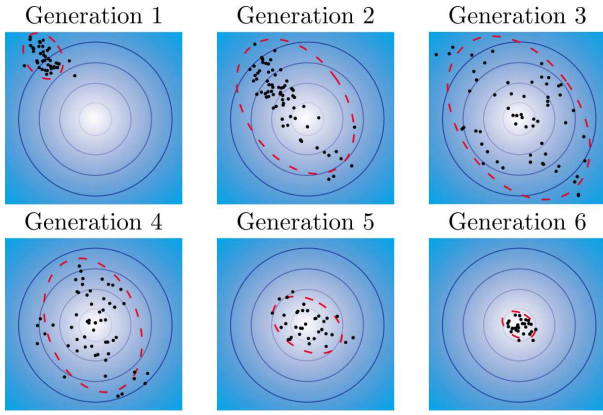 Generation 1
Generation 2
Generation 3
Generation 4
Generation 5
Generation 6